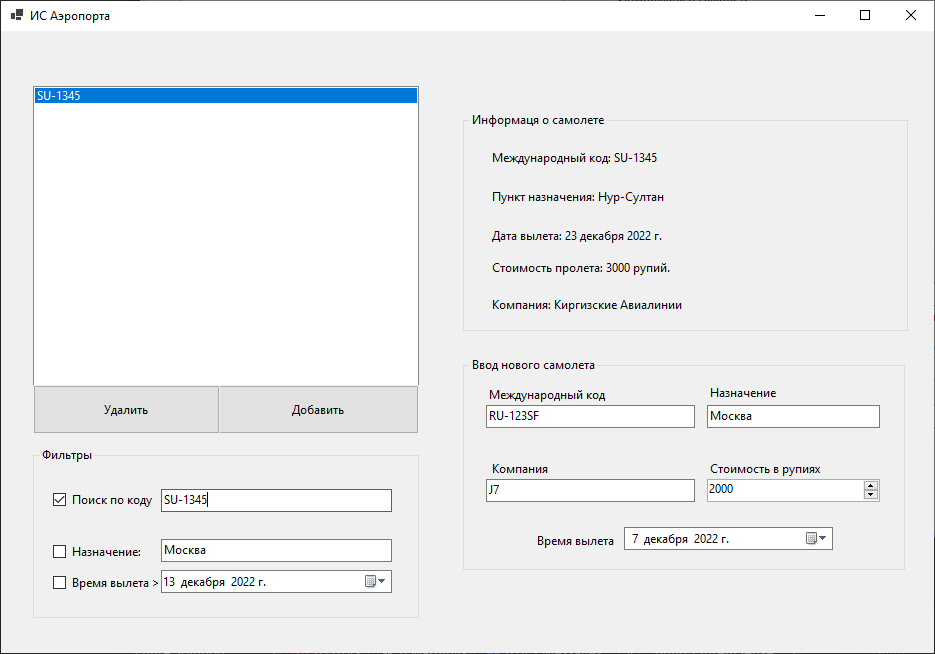 ИС Аэропорта
SU-1345
Удалить
Добавить
Фильтры
Поиск по коду
SU-1345
Назначение:
Москва
Время вылета >
13 декабря 2022 г.
Информаця о самолете
Международный код: SU-1345
Пункт назначения: Нур-Султан
Дата вылета: 23 декабря 2022 г.
Стоимость пролета: 3000 рупий.
Компания: Киргизские Авиалинии
Ввод нового самолета
Международный код
Назначение
RU-123SF
Москва
Компания
Стоимость в рупиях
J7
2000
Время вылета
7 декабря 2022 г.